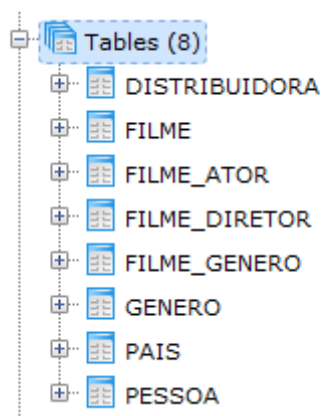 Tables (8)
DISTRIBUIDORA
FILME
FILME_ATOR
FILME_DIRETOR
FILME_GENERO
GENERO
PAIS
PESSOA